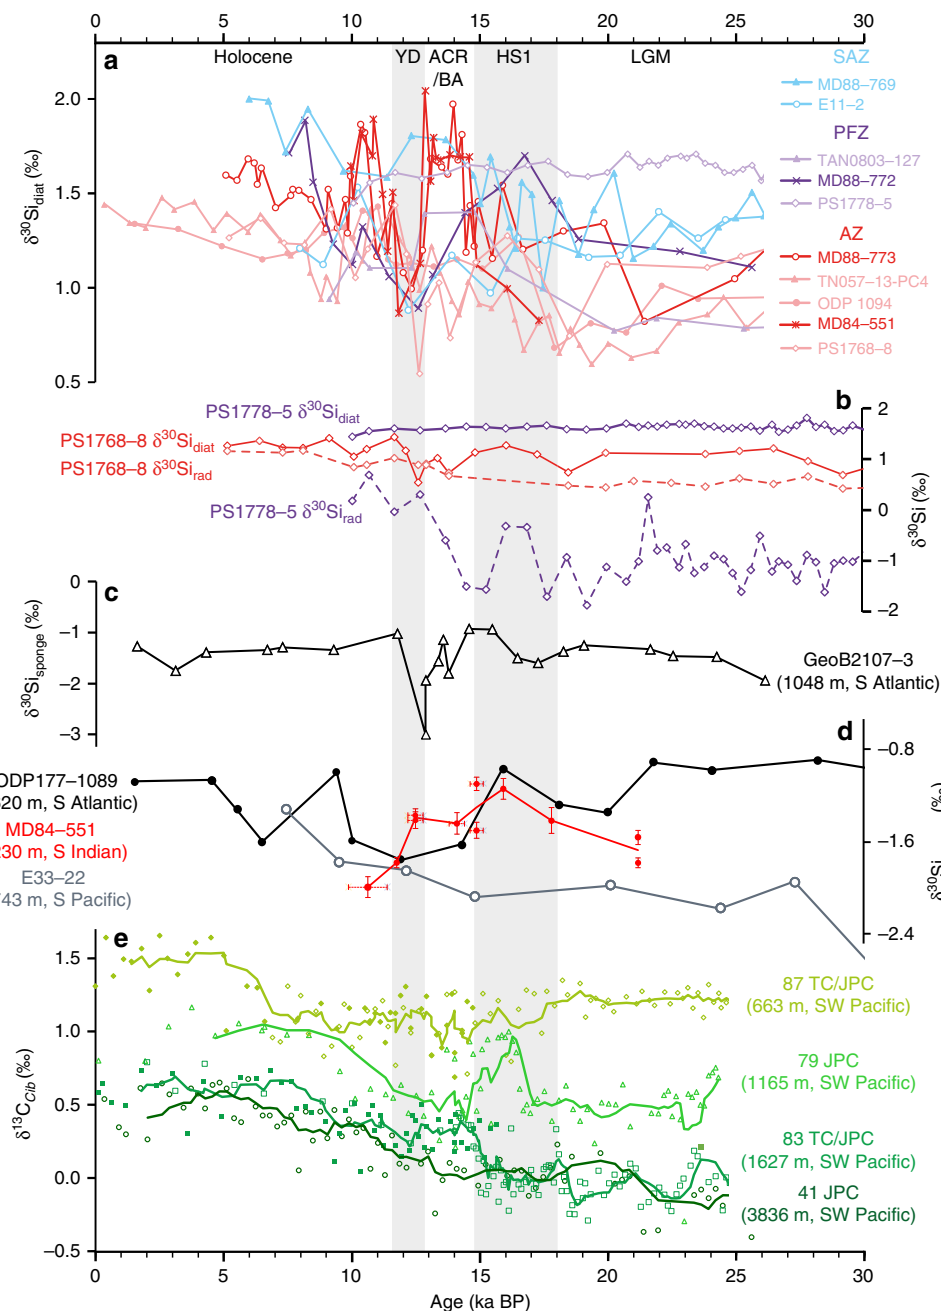 0 5 10 15 20 25 30
a
Holocene YD ACR HS1 LGM
/BA
SAZ
MD88–769
E11–2
PFZ
TAN0803–127
MD88–772
PS1778–5
AZ
MD88–773
TN057–13-PC4
ODP 1094
MD84–551
PS1768–8
2.0
1.5
1.0
0.5
δ30Sidiat (‰)
b
PS1778–5 δ30Sidiat
PS1768–8 δ30Sidiat
PS1768–8 δ30Sirad
PS1778–5 δ30Sirad
2
1
0
–1
–2
δ30Si (‰)
c
0
–1
–2
–3
δ30Sisponge (‰)
GeoB2107–3
(1048 m, S Atlantic)
d
ODP177–1089
620 m, S Atlantic)
MD84–551
230 m, S Indian)
E33–22
743 m, S Pacific)
–0.8
–1.6
–2.4
δ30Si (‰)
e
1.5
1.0
0.5
0.0
–0.5
δ13CCib (‰)
87 TC/JPC
(663 m, SW Pacific)
79 JPC
(1165 m, SW Pacific)
83 TC/JPC
(1627 m, SW Pacific)
41 JPC
(3836 m, SW Pacific)
0 5 10 15 20 25 30
Age (ka BP)